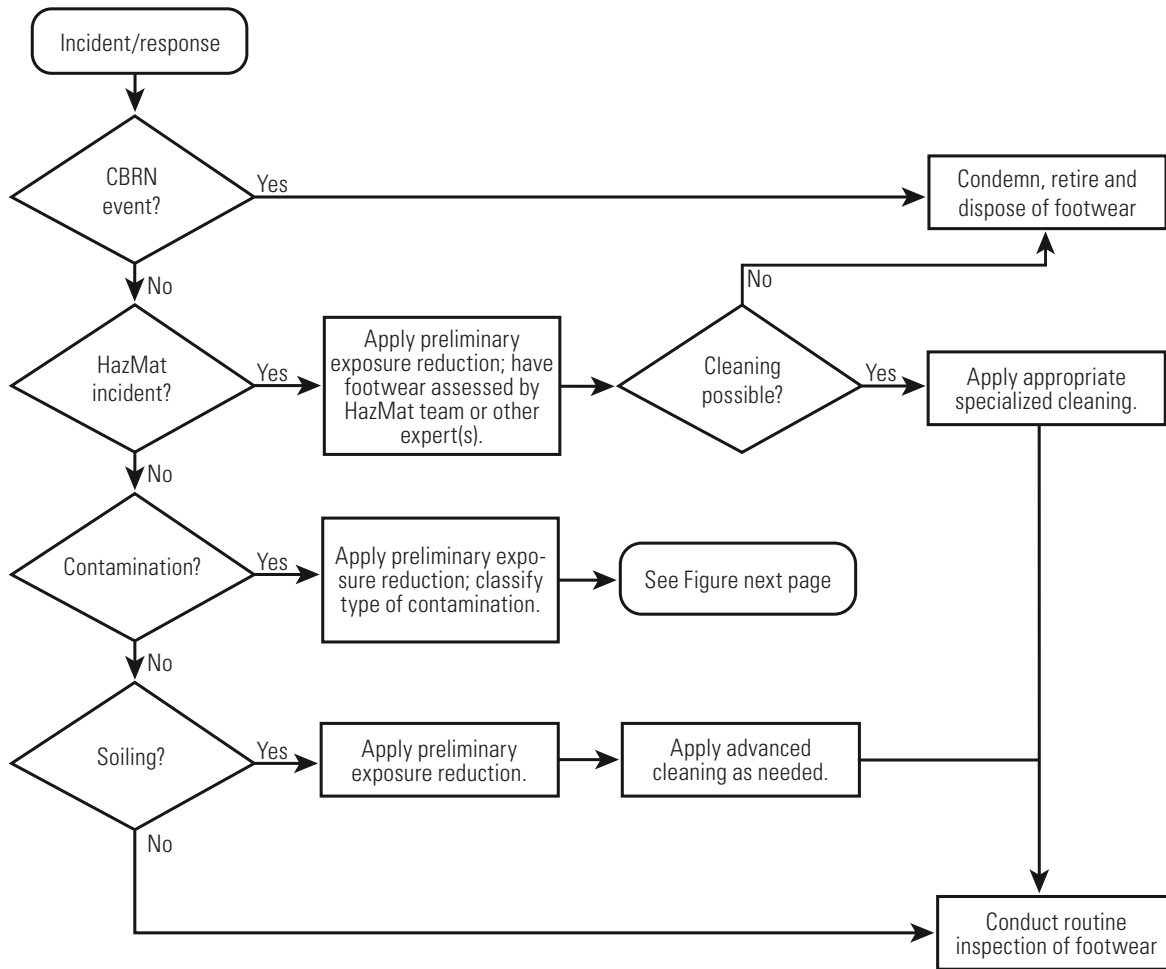 Incident/response
CBRN
event?
Yes
Condemn, retire and
dispose of footwear
No
HazMat
incident?
Yes
Apply preliminary
exposure reduction; have
footwear assessed by
HazMat team or other
expert(s).
No
Cleaning
possible?
Yes
Apply appropriate
specialized cleaning.
No
Contamination?
Yes
Apply preliminary expo-
sure reduction; classify
type of contamination.
See Figure next page
No
Soiling?
Yes
Apply preliminary
exposure reduction.
Apply advanced
cleaning as needed.
No
Conduct routine
inspection of footwear